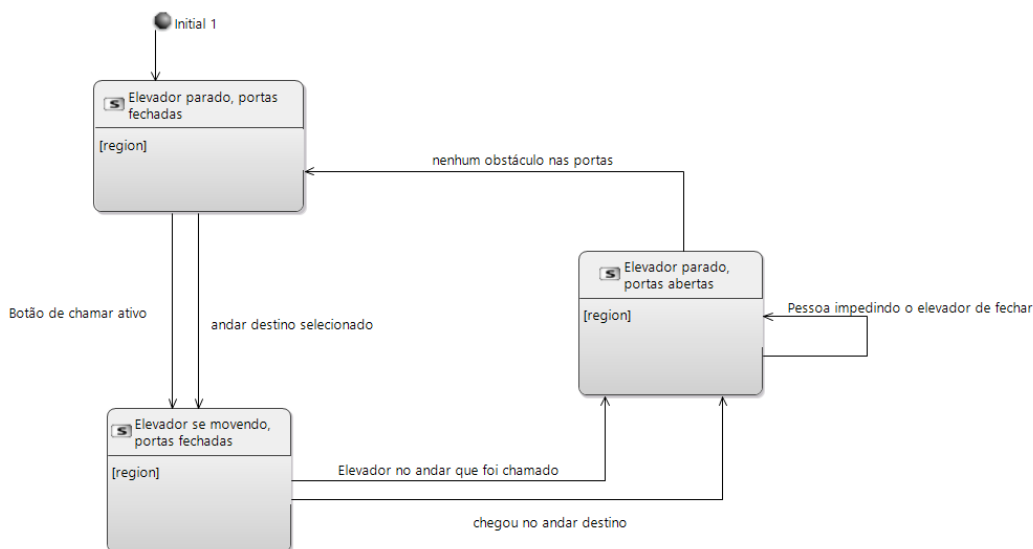 Initial 1
Elevador parado, portas
fechadas
[region]
nenhum obstáculo nas portas
Elevador parado,
portas abertas
[region]
Pessoa impedindo o elevador de fechar
Botão de chamar ativo
andar destino selecionado
Elevador se movendo,
portas fechadas
[region]
Elevador no andar que foi chamado
chegou no andar destino